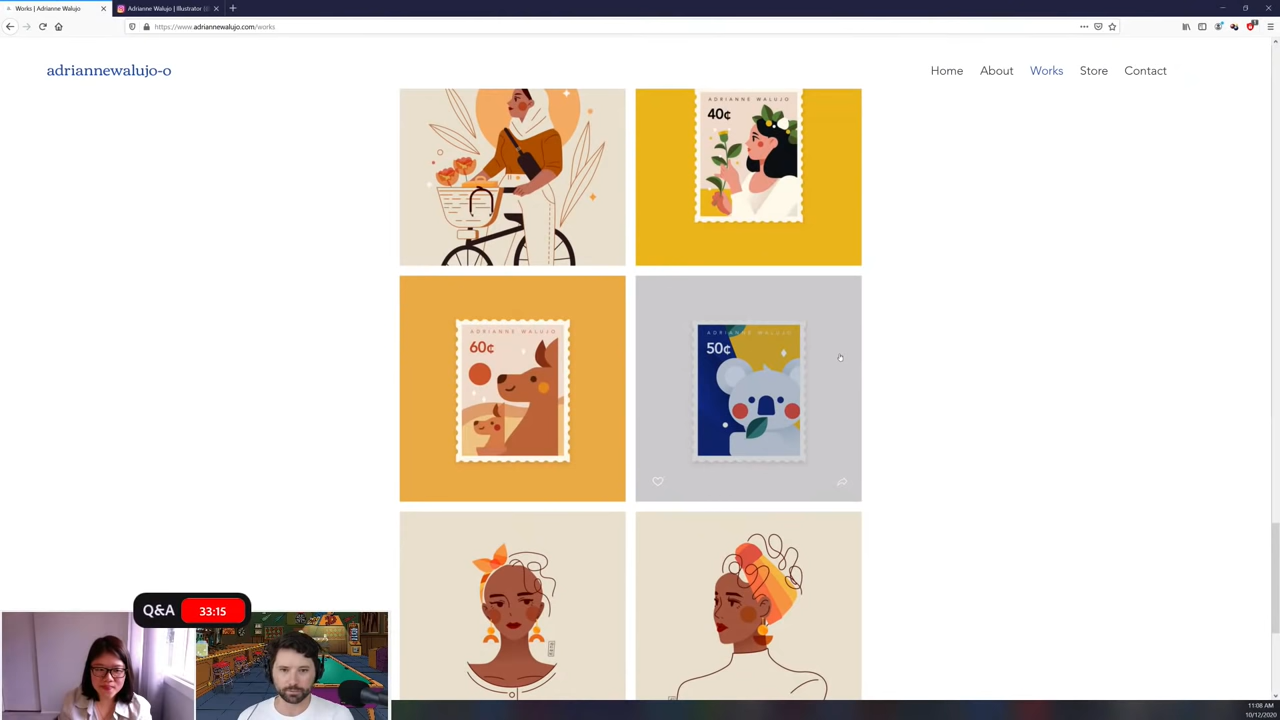 Works | Adrianne Walujo
Adrianne Walujo | Illustrator (@
https://www.adriannewalujo.com/works
adriannewalujo-o
Home About Works Store Contact
ADRIANNE WALUJO
40¢
ADRIANNE WALUJO
60¢
ADRIANNE WALUJO
50¢
Q&A 33:15
11:08 AM
10/12/2020